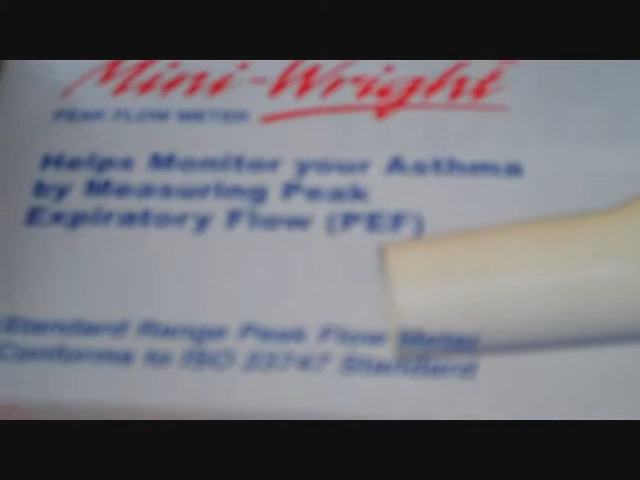 Mini-Wright
PEAK FLOW METER
Helps Monitor your Asthma
by Measuring Peak
Expiratory Flow (PEF)
Standard Range Peak Flow Meter
Conforms to ISO 23747 Standard